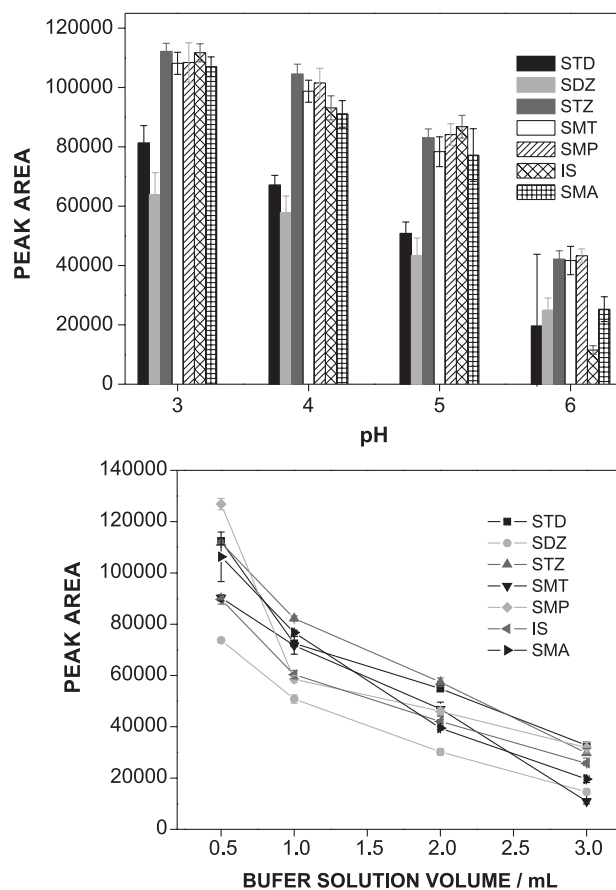 120000
100000
80000
60000
40000
20000
0
PEAK AREA
STD
SDZ
STZ
SMT
SMP
IS
SMA
3 4 5 6
pH
140000
120000
100000
80000
60000
40000
20000
0
PEAK AREA
STD
SDZ
STZ
SMT
SMP
IS
SMA
0.5 1.0 1.5 2.0 2.5 3.0
BUFER SOLUTION VOLUME / mL